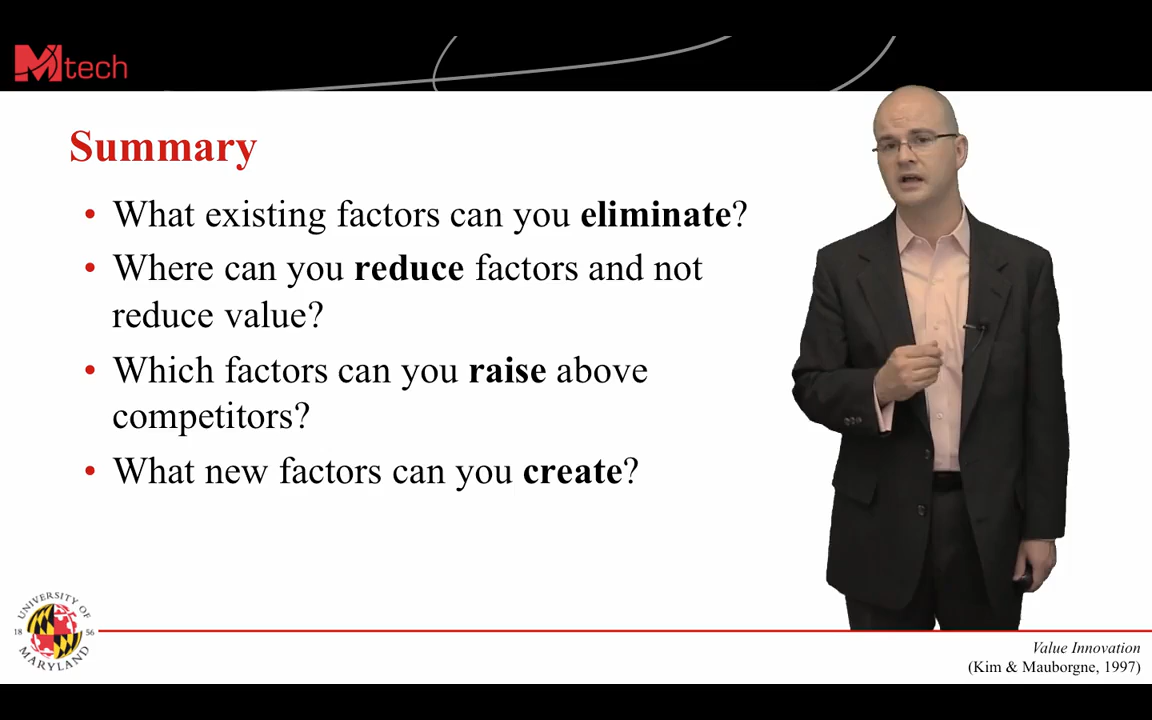 Mtech
Summary
• What existing factors can you eliminate?
• Where can you reduce factors and not
reduce value?
• Which factors can you raise above
competitors?
• What new factors can you create?
UNIVERSITY OF
18 56
MARYLAND
Value Innovation
(Kim & Mauborgne, 1997)